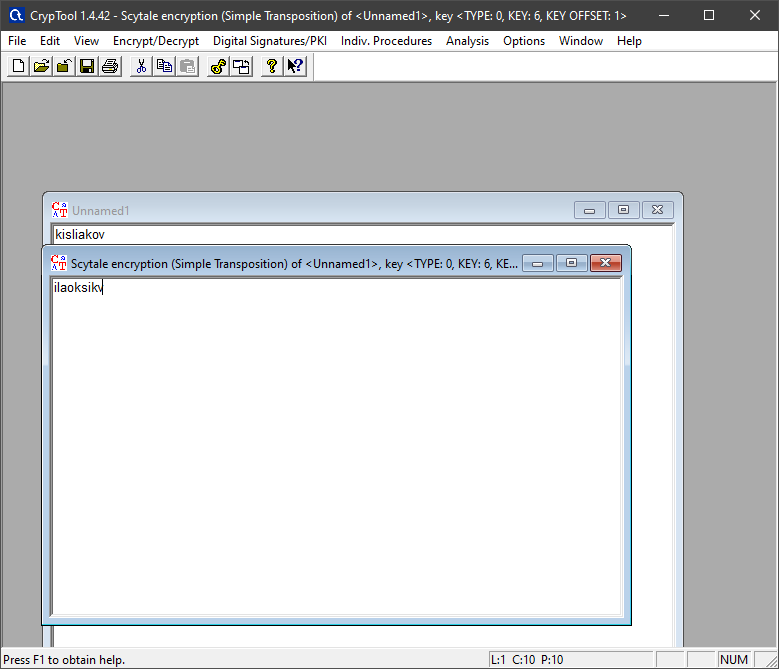 CrypTool 1.4.42 - Scytale encryption (Simple Transposition) of <Unnamed1>, key <TYPE: 0, KEY: 6, KEY OFFSET: 1>
File Edit View Encrypt/Decrypt Digital Signatures/PKI Indiv. Procedures Analysis Options Window Help
Unnamed1
kisliakov
Scytale encryption (Simple Transposition) of <Unnamed1>, key <TYPE: 0, KEY: 6, KE...
ilaoksikv
Press F1 to obtain help. L:1 C:10 P:10 NUM